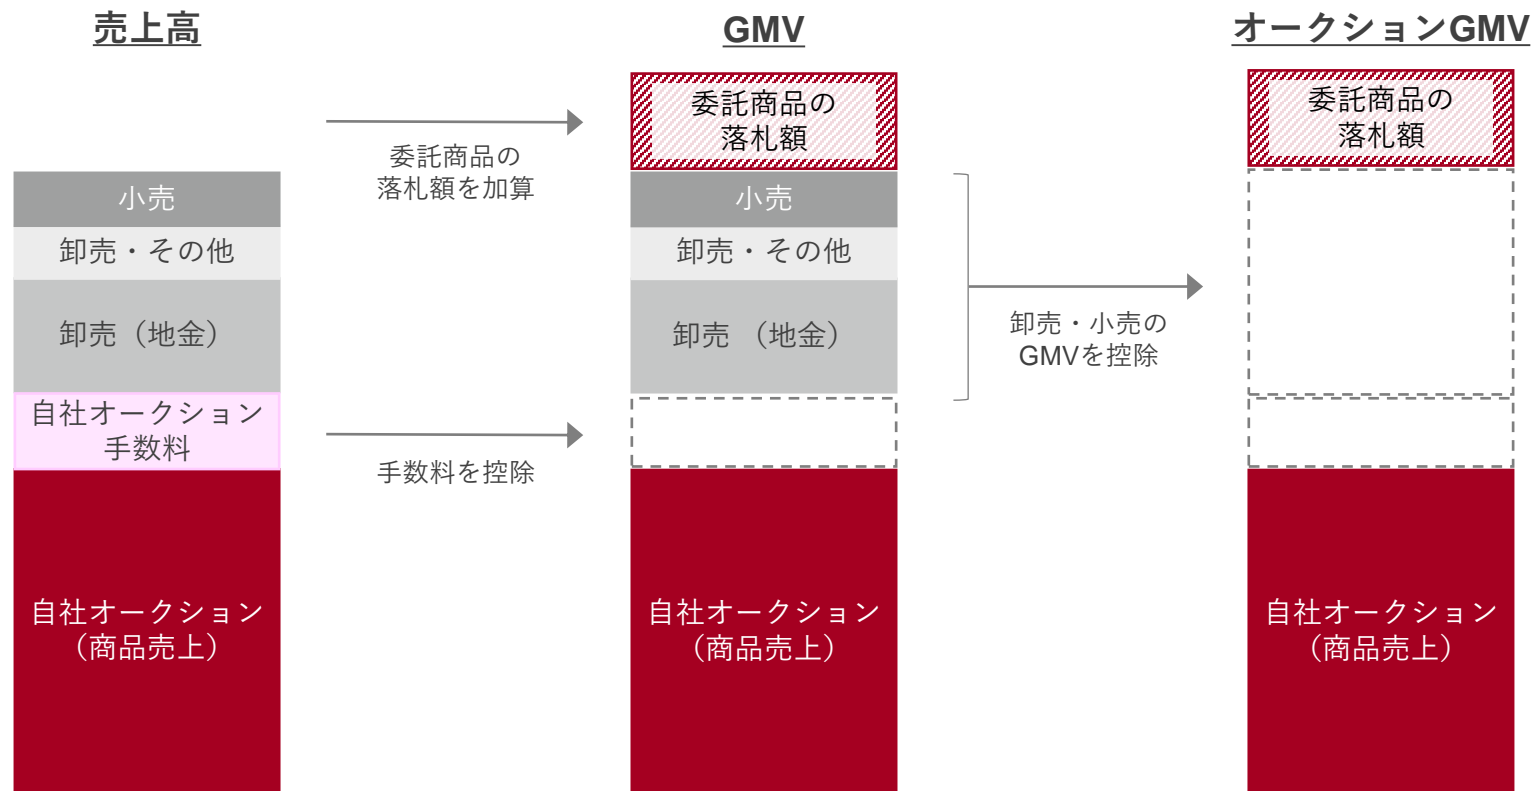 売上高
小売
卸売・その他
卸売（地金）
自社オークション
手数料
自社オークション
（商品売上）
委託商品の
落札額を加算
手数料を控除
GMV
委託商品の
落札額
小売
卸売・その他
卸売 （地金）
自社オークション
（商品売上）
卸売・小売の
GMVを控除
オークションGMV
委託商品の
落札額
自社オークション
（商品売上）